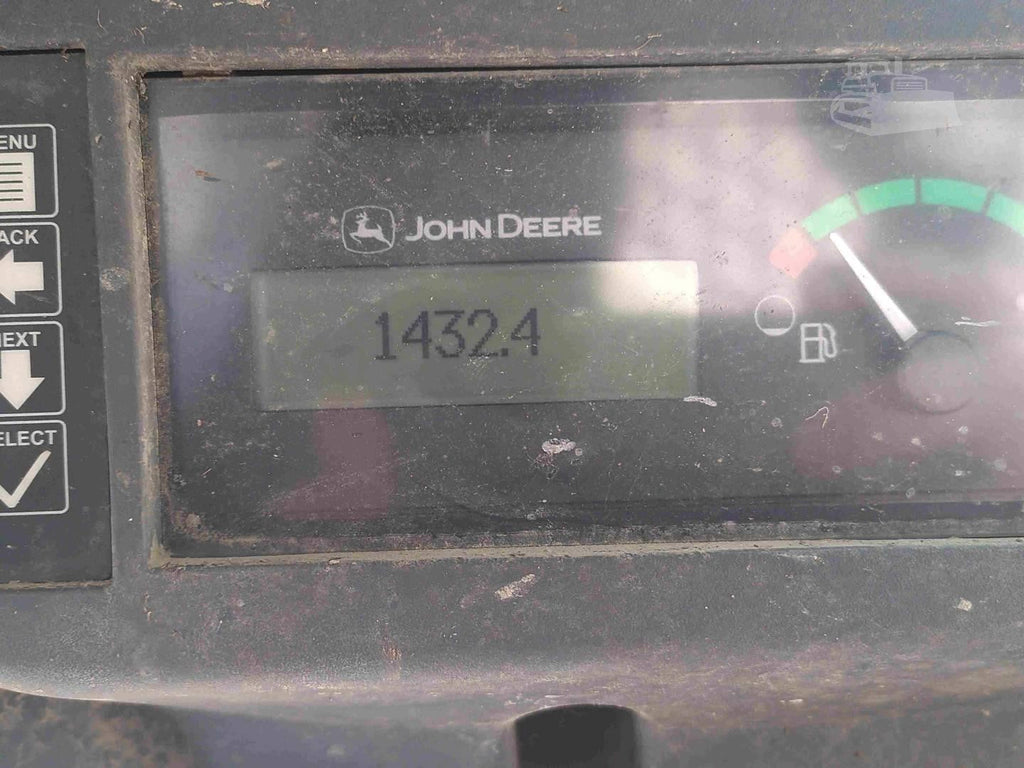 ENU
ACK
EXT
ELECT
JOHN DEERE
1432.4